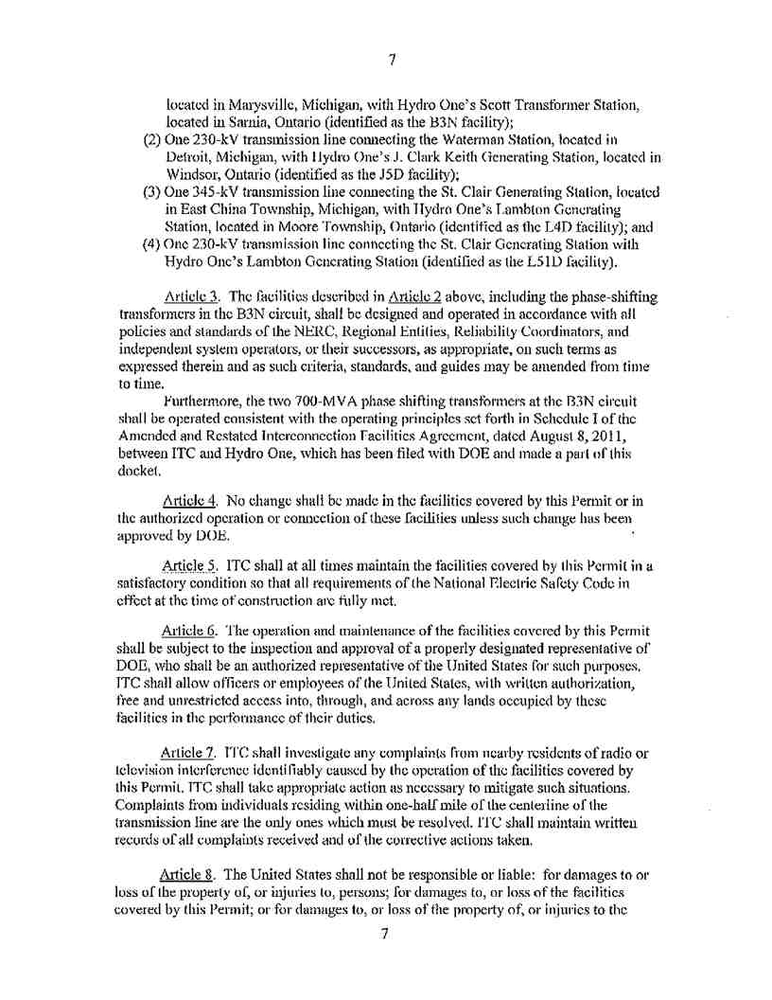 7
located in Marysville, Michigan, with Hydro One's Scott Transformer Station,
located in Sarnia, Ontario (identified as the B3N facility);
(2) One 230-kV transmission line connecting the Waterman Station, located in
Detroit, Michigan, with Hydro One's J. Clark Keith Generating Station, located in
Windsor, Ontario (identified as the J5D facility);
(3) One 345-kV transmission line connecting the St. Clair Generating Station, located
in East China Township, Michigan, with Hydro One's Lambton Generating
Station, located in Moore Township, Ontario (identified as the L4D facility); and
(4) One 230-kV transmission line connecting the St. Clair Generating Station with
Hydro One's Lambton Generating Station (identified as the L51D facility).
Article 3. The facilities described in Article 2 above, including the phase-shifting
transformers in the B3N circuit, shall be designed and operated in accordance with all
policies and standards of the NERC, Regional Entities, Reliability Coordinators, and
independent system operators, or their successors, as appropriate, on such terms as
expressed therein and as such criteria, standards, and guides may be amended from time
to time.
Furthermore, the two 700-MVA phase shifting transformers at the B3N circuit
shall be operated consistent with the operating principles set forth in Schedule I of the
Amended and Restated Interconnection Facilities Agreement, dated August 8, 2011,
between ITC and Hydro One, which has been filed with DOE and made a part of this
docket.
Article 4. No change shall be made in the facilities covered by this Permit or in
the authorized operation or connection of these facilities unless such change has been
approved by DOE.
Article 5. ITC shall at all times maintain the facilities covered by this Permit in a
satisfactory condition so that all requirements of the National Electric Safety Code in
effect at the time of construction are fully met.
Article 6. The operation and maintenance of the facilities covered by this Permit
shall be subject to the inspection and approval of a properly designated representative of
DOE, who shall be an authorized representative of the United States for such purposes.
ITC shall allow officers or employees of the United States, with written authorization,
free and unrestricted access into, through, and across any lands occupied by these
facilities in the performance of their duties.
Article 7. ITC shall investigate any complaints from nearby residents of radio or
television interference identifiably caused by the operation of the facilities covered by
this Permit. ITC shall take appropriate action as necessary to mitigate such situations.
Complaints from individuals residing within one-half mile of the centerline of the
transmission line are the only ones which must be resolved. ITC shall maintain written
records of all complaints received and of the corrective actions taken.
Article 8. The United States shall not be responsible or liable: for damages to or
loss of the property of, or injuries to, persons; for damages to, or loss of the facilities
covered by this Permit; or for damages to, or loss of the property of, or injuries to the
7